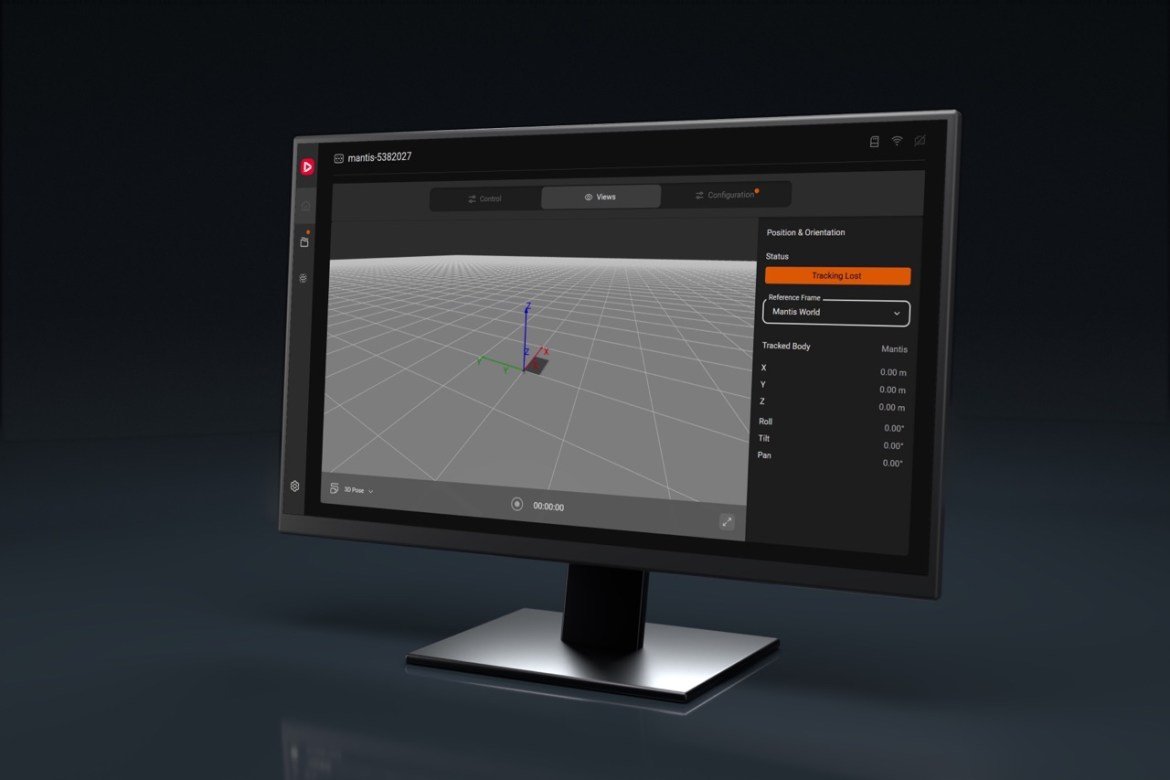 mantis-5382027
Control
Views
Configuration
Position & Orientation
Status
Tracking Lost
Reference Frame
Mantis World
Tracked Body Mantis
X 0.00 m
Y 0.00 m
Z 0.00 m
Roll 0.00°
Tilt 0.00°
Pan 0.00°
Z
Z
X
Y
Y
3D Pose
00:00:00